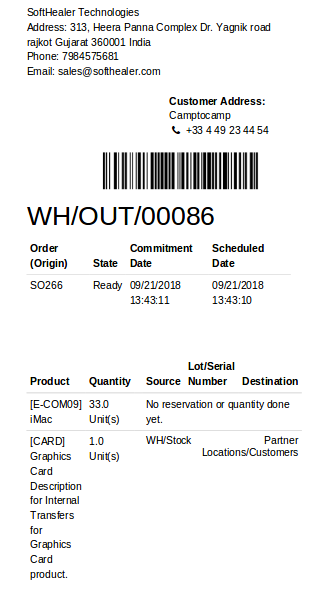 SoftHealer Technologies
Address: 313, Heera Panna Complex Dr. Yagnik road
rajkot Gujarat 360001 India
Phone: 7984575681
Email: sales@softhealer.com
Customer Address:
Camptocamp
+33 4 49 23 44 54
WH/OUT/00086
Order (Origin) State Commitment Date Scheduled Date
SO266 Ready 09/21/2018 13:43:11 09/21/2018 13:43:10
Product Quantity Source Lot/Serial Number Destination
[E-COM09] 33.0 No reservation or quantity done
iMac Unit(s) yet.
[CARD] 1.0 WH/Stock Partner
Graphics Unit(s) Locations/Customers
Card
Description
for Internal
Transfers
for
Graphics
Card
product.